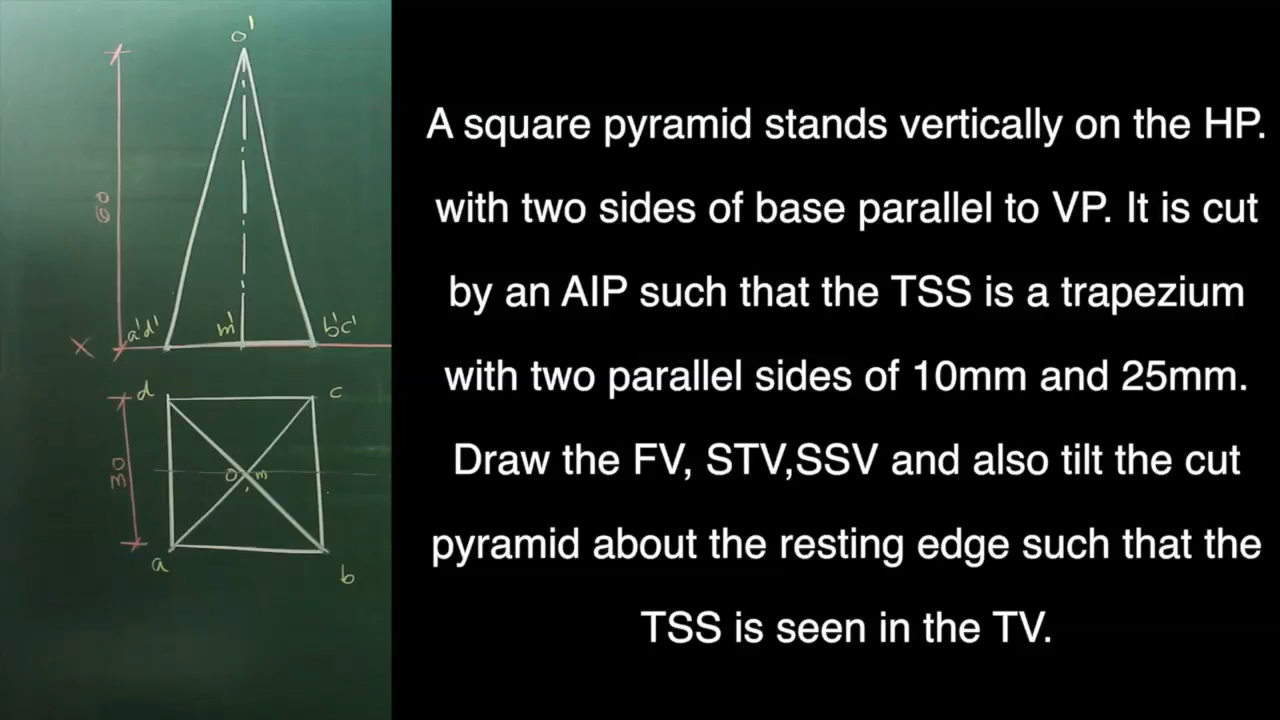 o'
60
X a'd' m' b'c'
d c
30
o m
a b
A square pyramid stands vertically on the HP.
with two sides of base parallel to VP. It is cut
by an AIP such that the TSS is a trapezium
with two parallel sides of 10mm and 25mm.
Draw the FV, STV,SSV and also tilt the cut
pyramid about the resting edge such that the
TSS is seen in the TV.